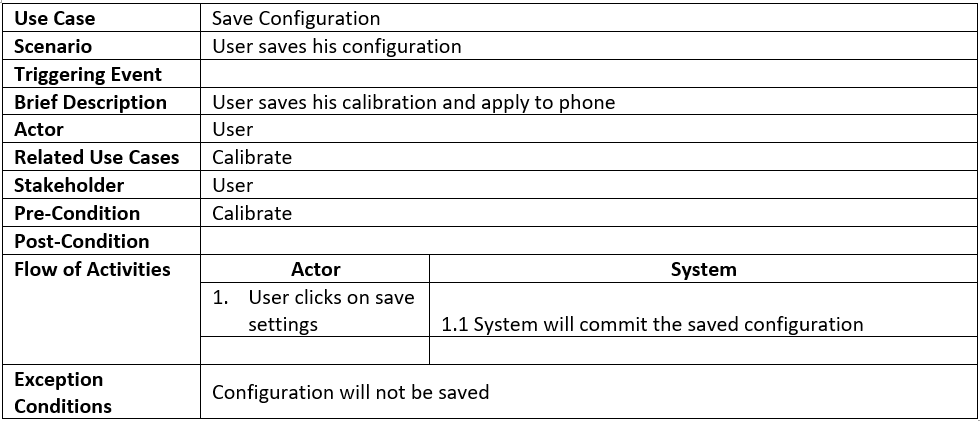 Use Case Save Configuration
Scenario User saves his configuration
Triggering Event
Brief Description User saves his calibration and apply to phone
Actor User
Related Use Cases Calibrate
Stakeholder User
Pre-Condition Calibrate
Post-Condition
Flow of Activities Actor System
1. User clicks on save
settings 1.1 System will commit the saved configuration
Exception
Conditions Configuration will not be saved